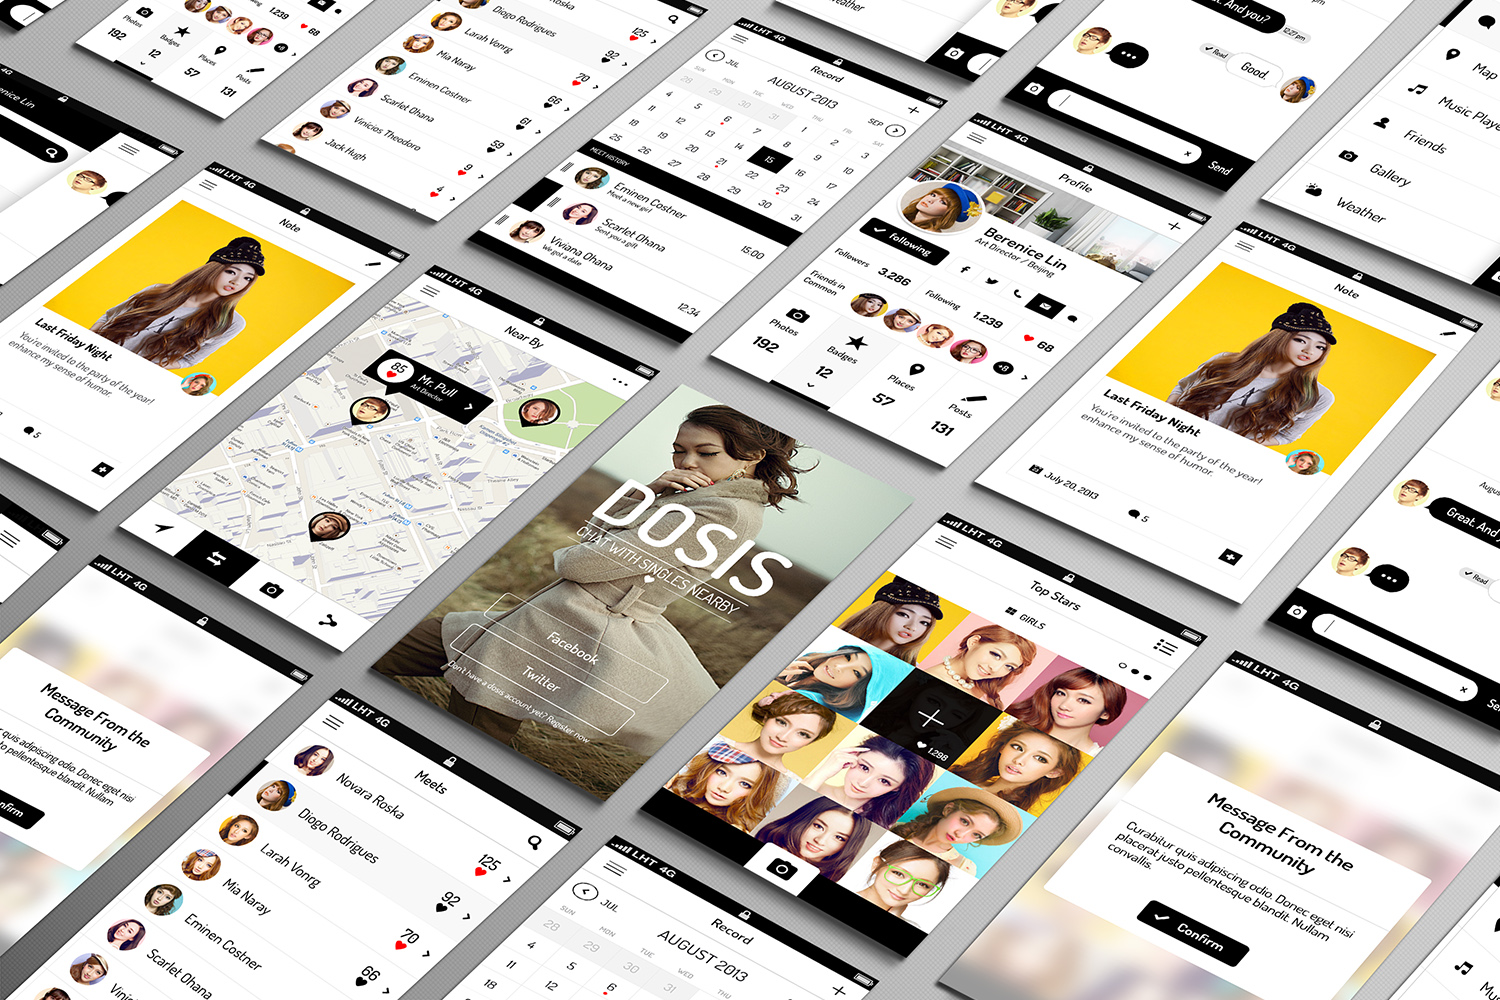 1,239
68
Photos
192
Badges
12
Places
57
+8
Posts
131
Roska
Diogo Rodrigues
125
Larah Vonrg
92
Mia Naray
70
Eminen Costner
66
Scarlet Ohana
61
Vinicios Theodoro
59
Jack Hugh
9
4
LHT 4G
Record
JUL
AUGUST 2013
SEP
SUN
MON
TUE
WED
THU
FRI
SAT
28
29
30
31
1
2
3
4
5
6
7
8
9
10
11
12
13
14
15
16
17
18
19
20
21
22
23
24
25
26
27
28
29
30
31
MEET HISTORY
Eminen Costner
Meet a new girl
15:00
Scarlet Ohana
Sent you a gift
Viviana Ohana
We got a date
12:34
Weather
And you?
12:27 pm
Read
Good.
Send
Map
Music Player
Friends
Gallery
Weather
LHT 4G
Note
Last Friday Night
You're invited to the party of the year!
enhance my sense of humor.
5
LHT 4G
Near By
85
Mr. Pull
Art Director
LHT 4G
Profile
Berenice Lin
Art Director / Beijing
following
Followers
3,286
Following
1,239
68
Friends in
Common
+8
Photos
192
Badges
12
Places
57
Posts
131
LHT 4G
Note
Last Friday Night
You're invited to the party of the year!
enhance my sense of humor.
July 20, 2013
5
DOSIS
CHAT WITH SINGLES NEARBY
Facebook
Twitter
Don't have a dosis account yet? Register now
LHT 4G
Top Stars
GIRLS
1,298
Great. And
Read
LHT 4G
Message From the
Community
quis adipiscing odio. Donec eget nisi
justo pellentesque blandit. Nullam
LHT 4G
Meets
Novara Roska
Diogo Rodrigues
125
Larah Vonrg
92
Mia Naray
70
Eminen Costner
66
Scarlet Ohana
LHT 4G
Record
JUL
AUGUST 2013
SUN
MON
TUE
WED
28
29
30
31
4
5
6
11
LHT 4G
Message From the
Community
Curabitur quis adipiscing odio. Donec eget nisi
placerat justo pellentesque blandit. Nullam
convallis.
Confirm